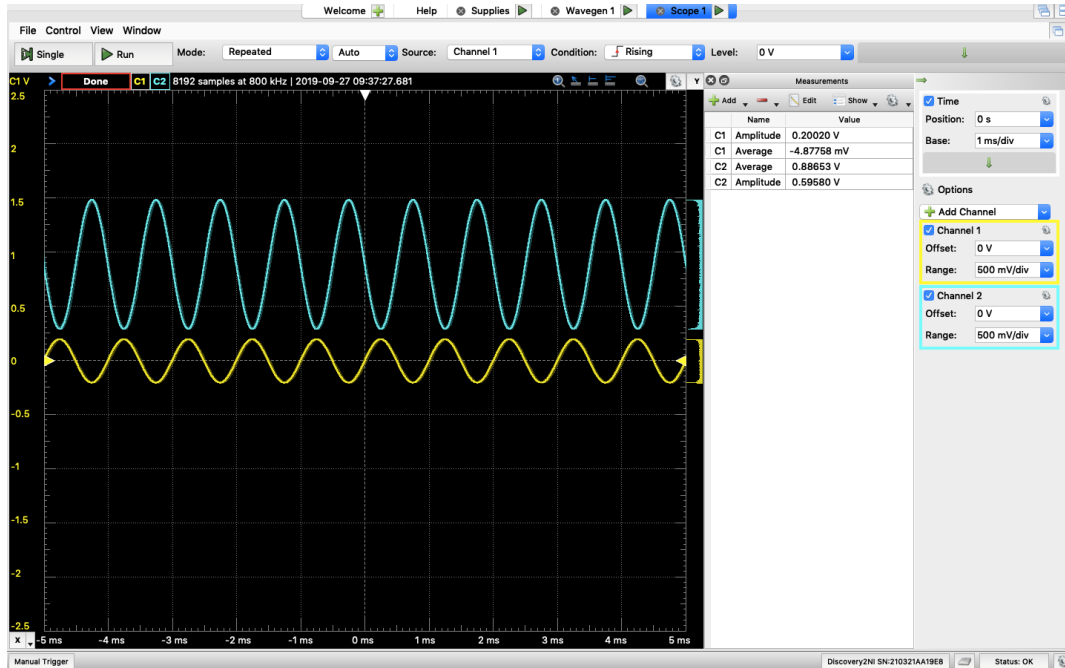 Welcome Help Supplies Wavegen 1 Scope 1
File Control View Window
Single Run Mode: Repeated Auto Source: Channel 1 Condition: Rising Level: 0 V
C1 V Done C1 C2 8192 samples at 800 kHz | 2019-09-27 09:37:27.681 Y
2.5
2
1.5
1
0.5
0
-0.5
-1
-1.5
-2
-2.5
X -5 ms -4 ms -3 ms -2 ms -1 ms 0 ms 1 ms 2 ms 3 ms 4 ms 5 ms
Measurements
Add Edit Show
Name Value
C1 Amplitude 0.20020 V
C1 Average -4.87758 mV
C2 Average 0.88653 V
C2 Amplitude 0.59580 V
Time
Position: 0 s
Base: 1 ms/div
Options
Add Channel
Channel 1
Offset: 0 V
Range: 500 mV/div
Channel 2
Offset: 0 V
Range: 500 mV/div
Manual Trigger Discovery2NI SN:210321AA19E8 Status: OK